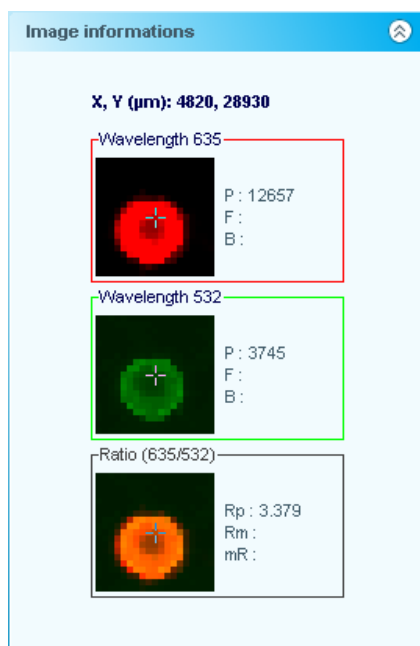 Image informations
X, Y (µm): 4820, 28930
Wavelength 635
P : 12657
F :
B :
Wavelength 532
P : 3745
F :
B :
Ratio (635/532)
Rp : 3.379
Rm :
mR :